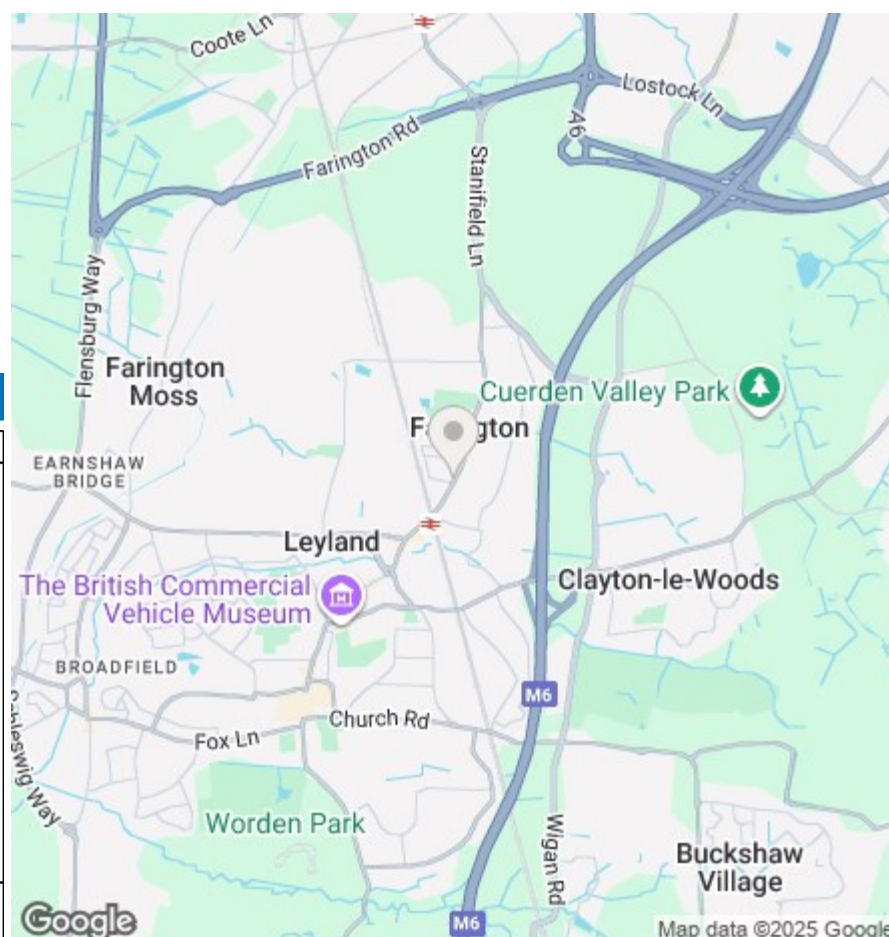 Coote Ln
Lostock Ln
A6
Farington Rd
Stanifield Ln
Flensburg Way
Farington
Moss
Cuerden Valley Park
EARNSHAW
BRIDGE
Leyland
The British Commercial
Vehicle Museum
Clayton-le-Woods
BROADFIELD
M6
Church Rd
Fox Ln
Way
Worden Park
Wigan Rd
Buckshaw
Village
Google
M6
Map data ©2025 Google